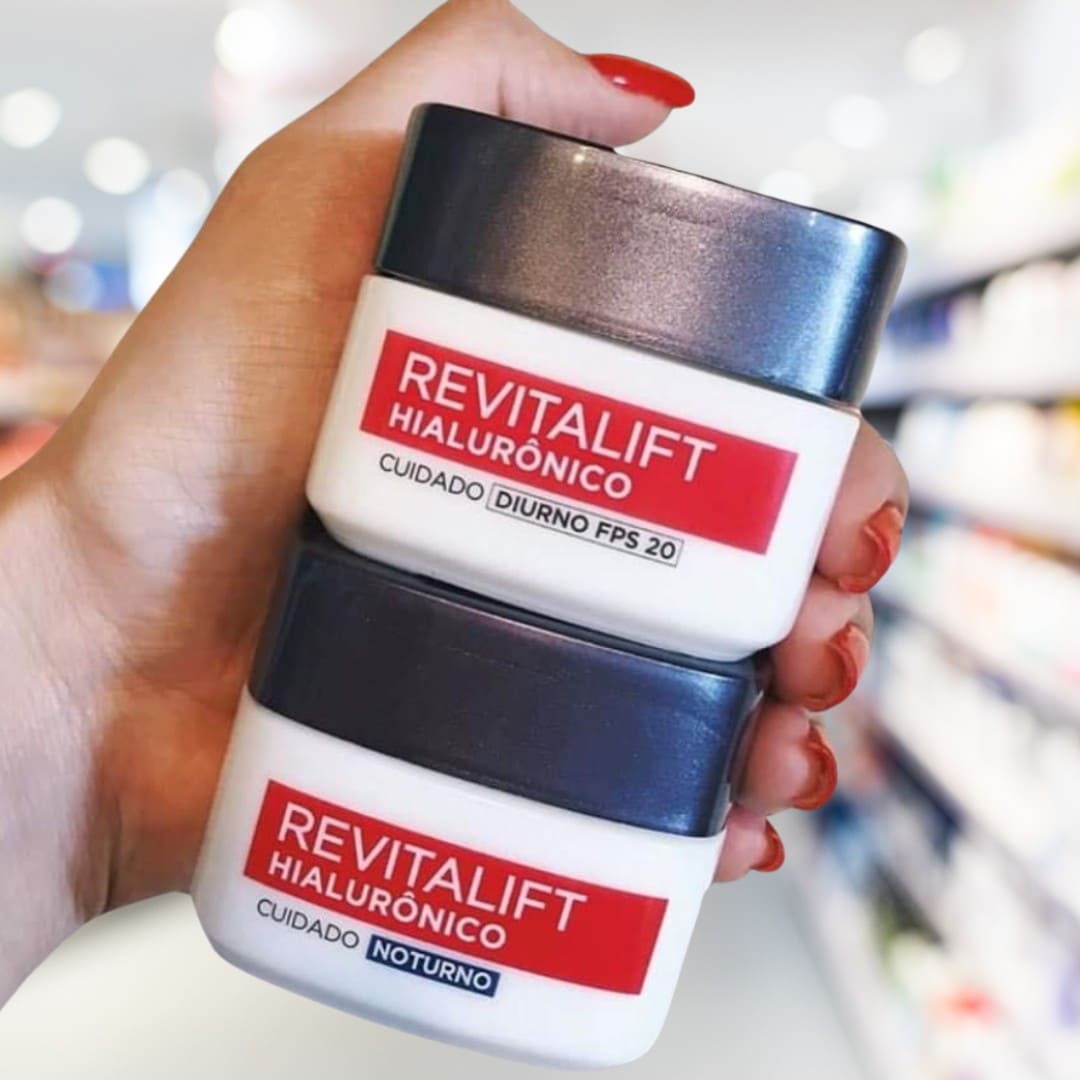 REVITALIFT
HIALURÔNICO
CUIDADO DIURNO FPS 20
REVITALIFT
HIALURÔNICO
CUIDADO NOTURNO